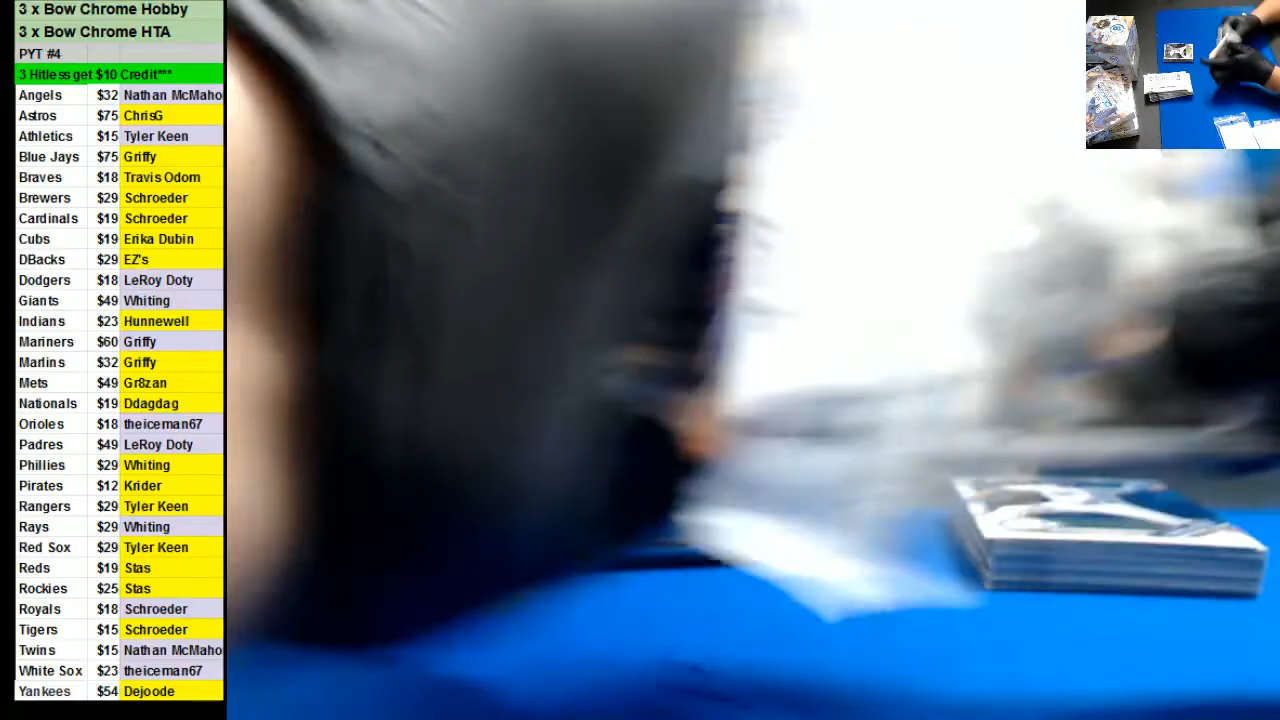 3 x Bow Chrome Hobby
3 x Bow Chrome HTA
PYT #4
3 Hitless get $10 Credit***
Angels $32 Nathan McMaho
Astros $75 ChrisG
Athletics $15 Tyler Keen
Blue Jays $75 Griffy
Braves $18 Travis Odom
Brewers $29 Schroeder
Cardinals $19 Schroeder
Cubs $19 Erika Dubin
DBacks $29 EZ's
Dodgers $18 LeRoy Doty
Giants $49 Whiting
Indians $23 Hunnewell
Mariners $60 Griffy
Marlins $32 Griffy
Mets $49 Gr8zan
Nationals $19 Ddagdag
Orioles $18 theiceman67
Padres $49 LeRoy Doty
Phillies $29 Whiting
Pirates $12 Krider
Rangers $29 Tyler Keen
Rays $29 Whiting
Red Sox $29 Tyler Keen
Reds $19 Stas
Rockies $25 Stas
Royals $18 Schroeder
Tigers $15 Schroeder
Twins $15 Nathan McMaho
White Sox $23 theiceman67
Yankees $54 Dejoode